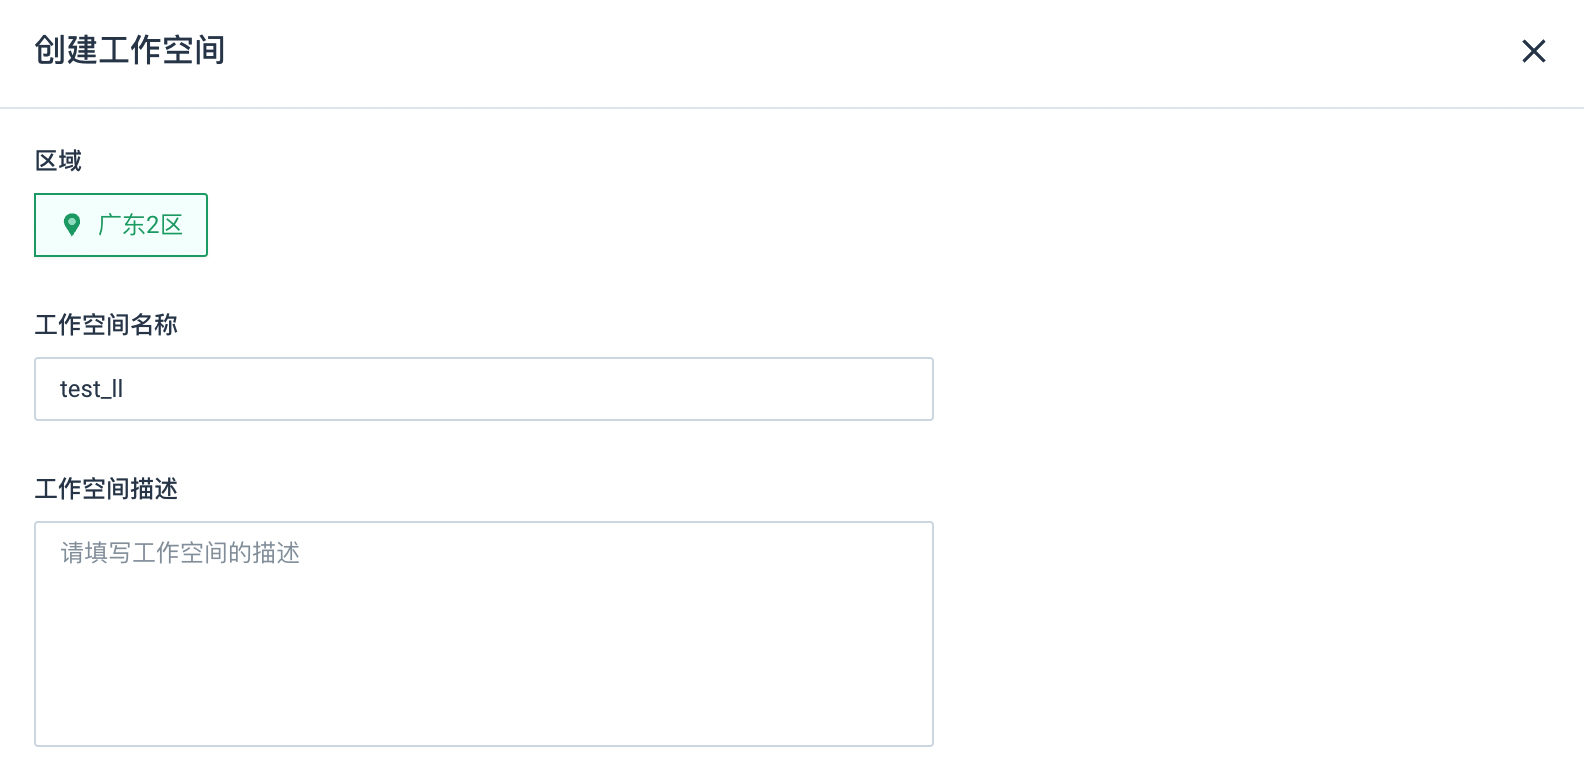 创建工作空间
区域
广东2区
工作空间名称
test_ll
工作空间描述
请填写工作空间的描述